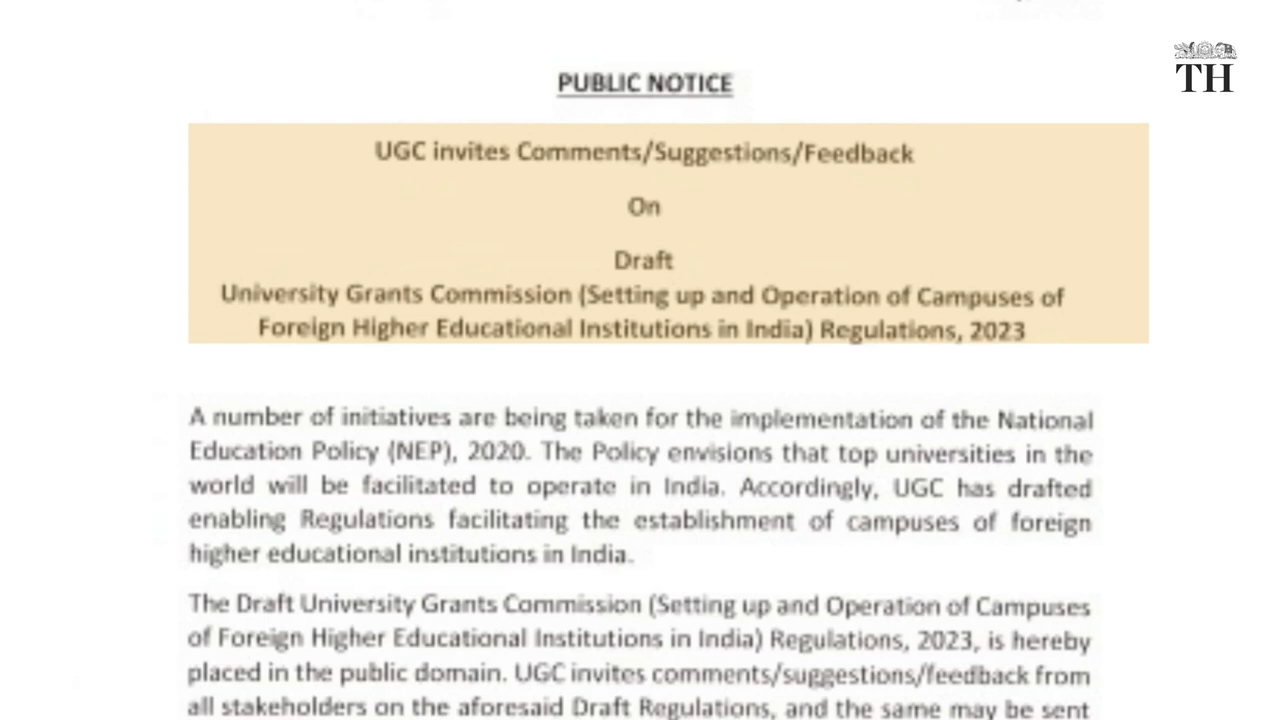 TH
PUBLIC NOTICE
UGC invites Comments/Suggestions/Feedback
On
Draft
University Grants Commission (Setting up and Operation of Campuses of
Foreign Higher Educational Institutions in India) Regulations, 2023
A number of initiatives are being taken for the implementation of the National
Education Policy (NEP), 2020. The Policy envisions that top universities in the
world will be facilitated to operate in India. Accordingly, UGC has drafted
enabling Regulations facilitating the establishment of campuses of foreign
higher educational institutions in India.
The Draft University Grants Commission (Setting up and Operation of Campuses
of Foreign Higher Educational Institutions in India) Regulations, 2023, is hereby
placed in the public domain. UGC invites comments/suggestions/feedback from
all stakeholders on the aforesaid Draft Regulations, and the same may be sent